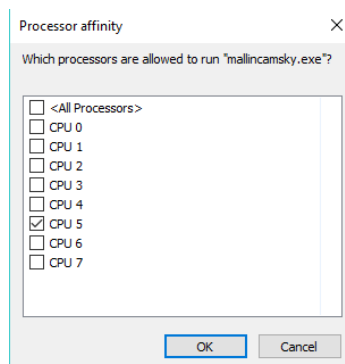 Processor affinity
Which processors are allowed to run "mallincamsky.exe"?
<All Processors>
CPU 0
CPU 1
CPU 2
CPU 3
CPU 4
CPU 5
CPU 6
CPU 7
OK Cancel